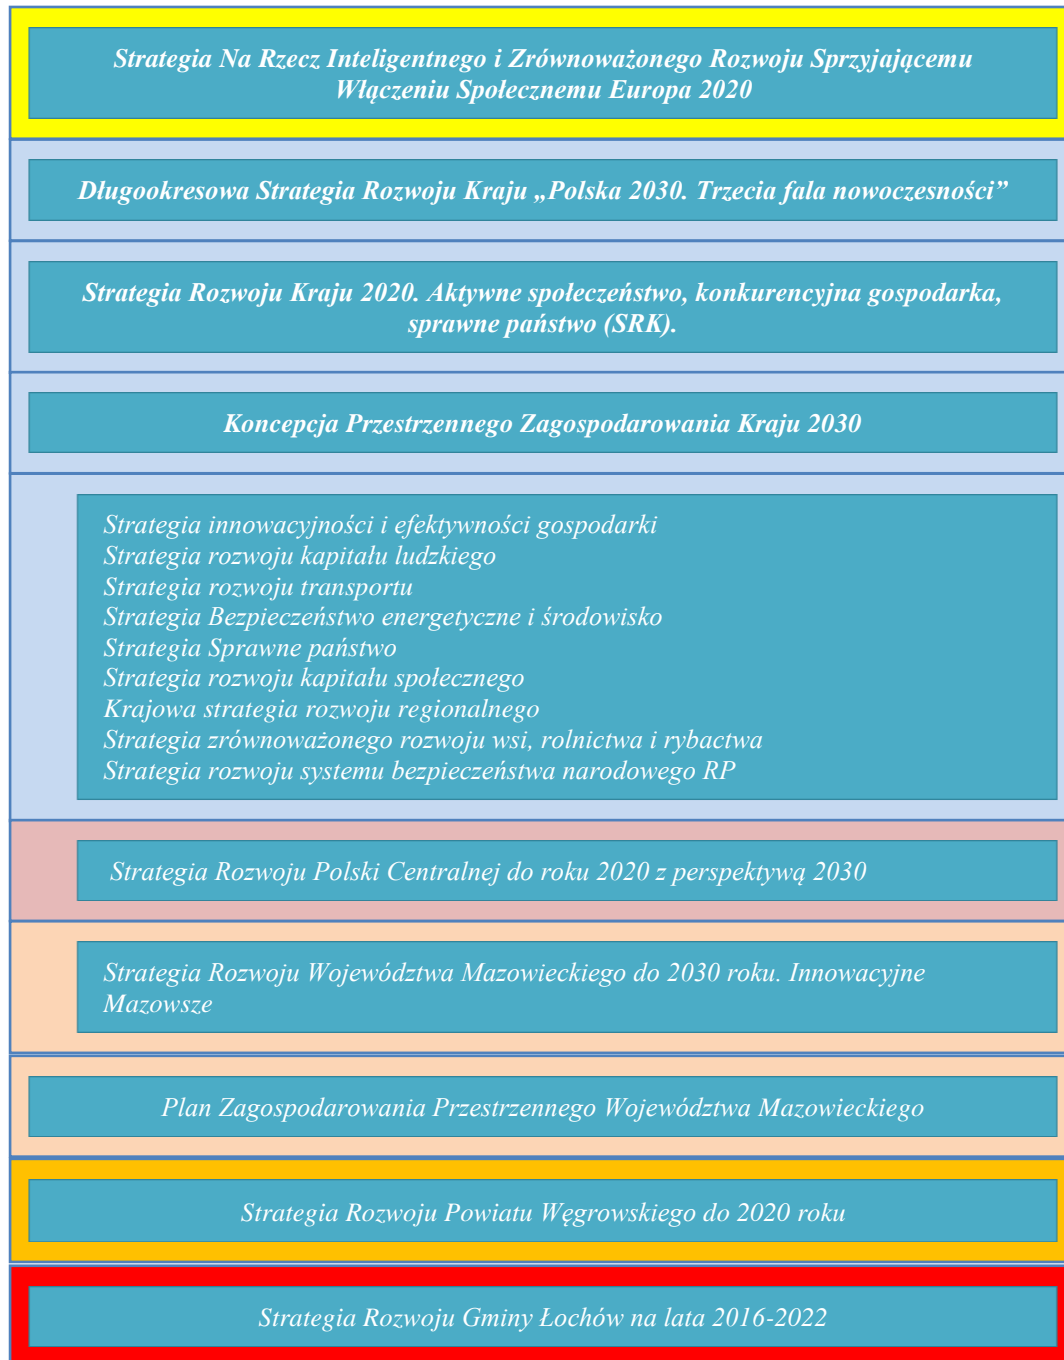 Strategia Na Rzecz Inteligentnego i Zrównoważonego Rozwoju Sprzyjającemu
Włączeniu Społecznemu Europa 2020
Długookresowa Strategia Rozwoju Kraju „Polska 2030. Trzecia fala nowoczesności”
Strategia Rozwoju Kraju 2020. Aktywne społeczeństwo, konkurencyjna gospodarka,
sprawne państwo (SRK).
Koncepcja Przestrzennego Zagospodarowania Kraju 2030
Strategia innowacyjności i efektywności gospodarki
Strategia rozwoju kapitału ludzkiego
Strategia rozwoju transportu
Strategia Bezpieczeństwo energetyczne i środowisko
Strategia Sprawne państwo
Strategia rozwoju kapitału społecznego
Krajowa strategia rozwoju regionalnego
Strategia zrównoważonego rozwoju wsi, rolnictwa i rybactwa
Strategia rozwoju systemu bezpieczeństwa narodowego RP
Strategia Rozwoju Polski Centralnej do roku 2020 z perspektywą 2030
Strategia Rozwoju Województwa Mazowieckiego do 2030 roku. Innowacyjne
Mazowsze
Plan Zagospodarowania Przestrzennego Województwa Mazowieckiego
Strategia Rozwoju Powiatu Węgrowskiego do 2020 roku
Strategia Rozwoju Gminy Łochów na lata 2016-2022